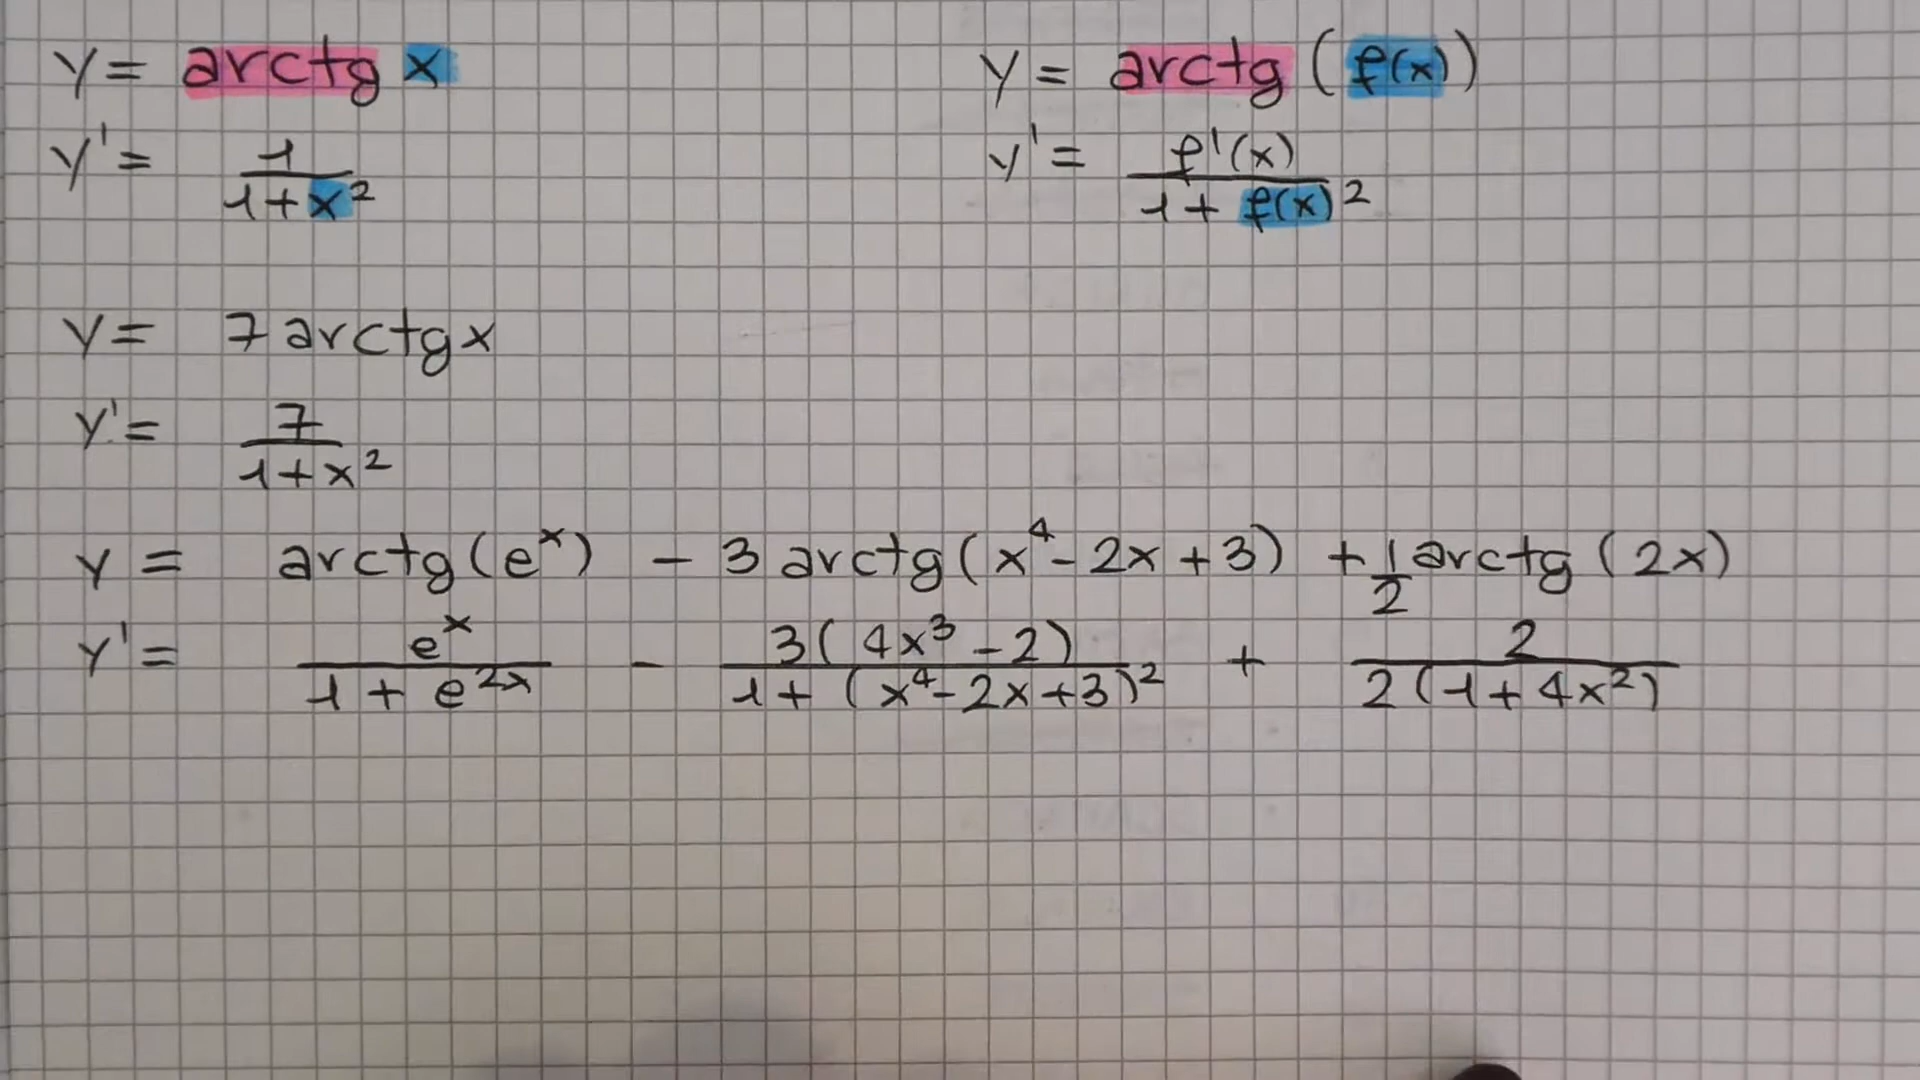 y = arctg x
y' = 1/(1+x²)
y = arctg (f(x))
y' = f'(x)/(1 + f(x)²)
y = 7 arctg x
y' = 7/(1+x²)
y = arctg(eˣ) - 3 arctg(x⁴ - 2x + 3) + 1/2 arctg (2x)
y' = eˣ/(1 + e²ˣ) - 3(4x³ - 2)/(1 + (x⁴ - 2x + 3)²) + 2/(2(1 + 4x²))